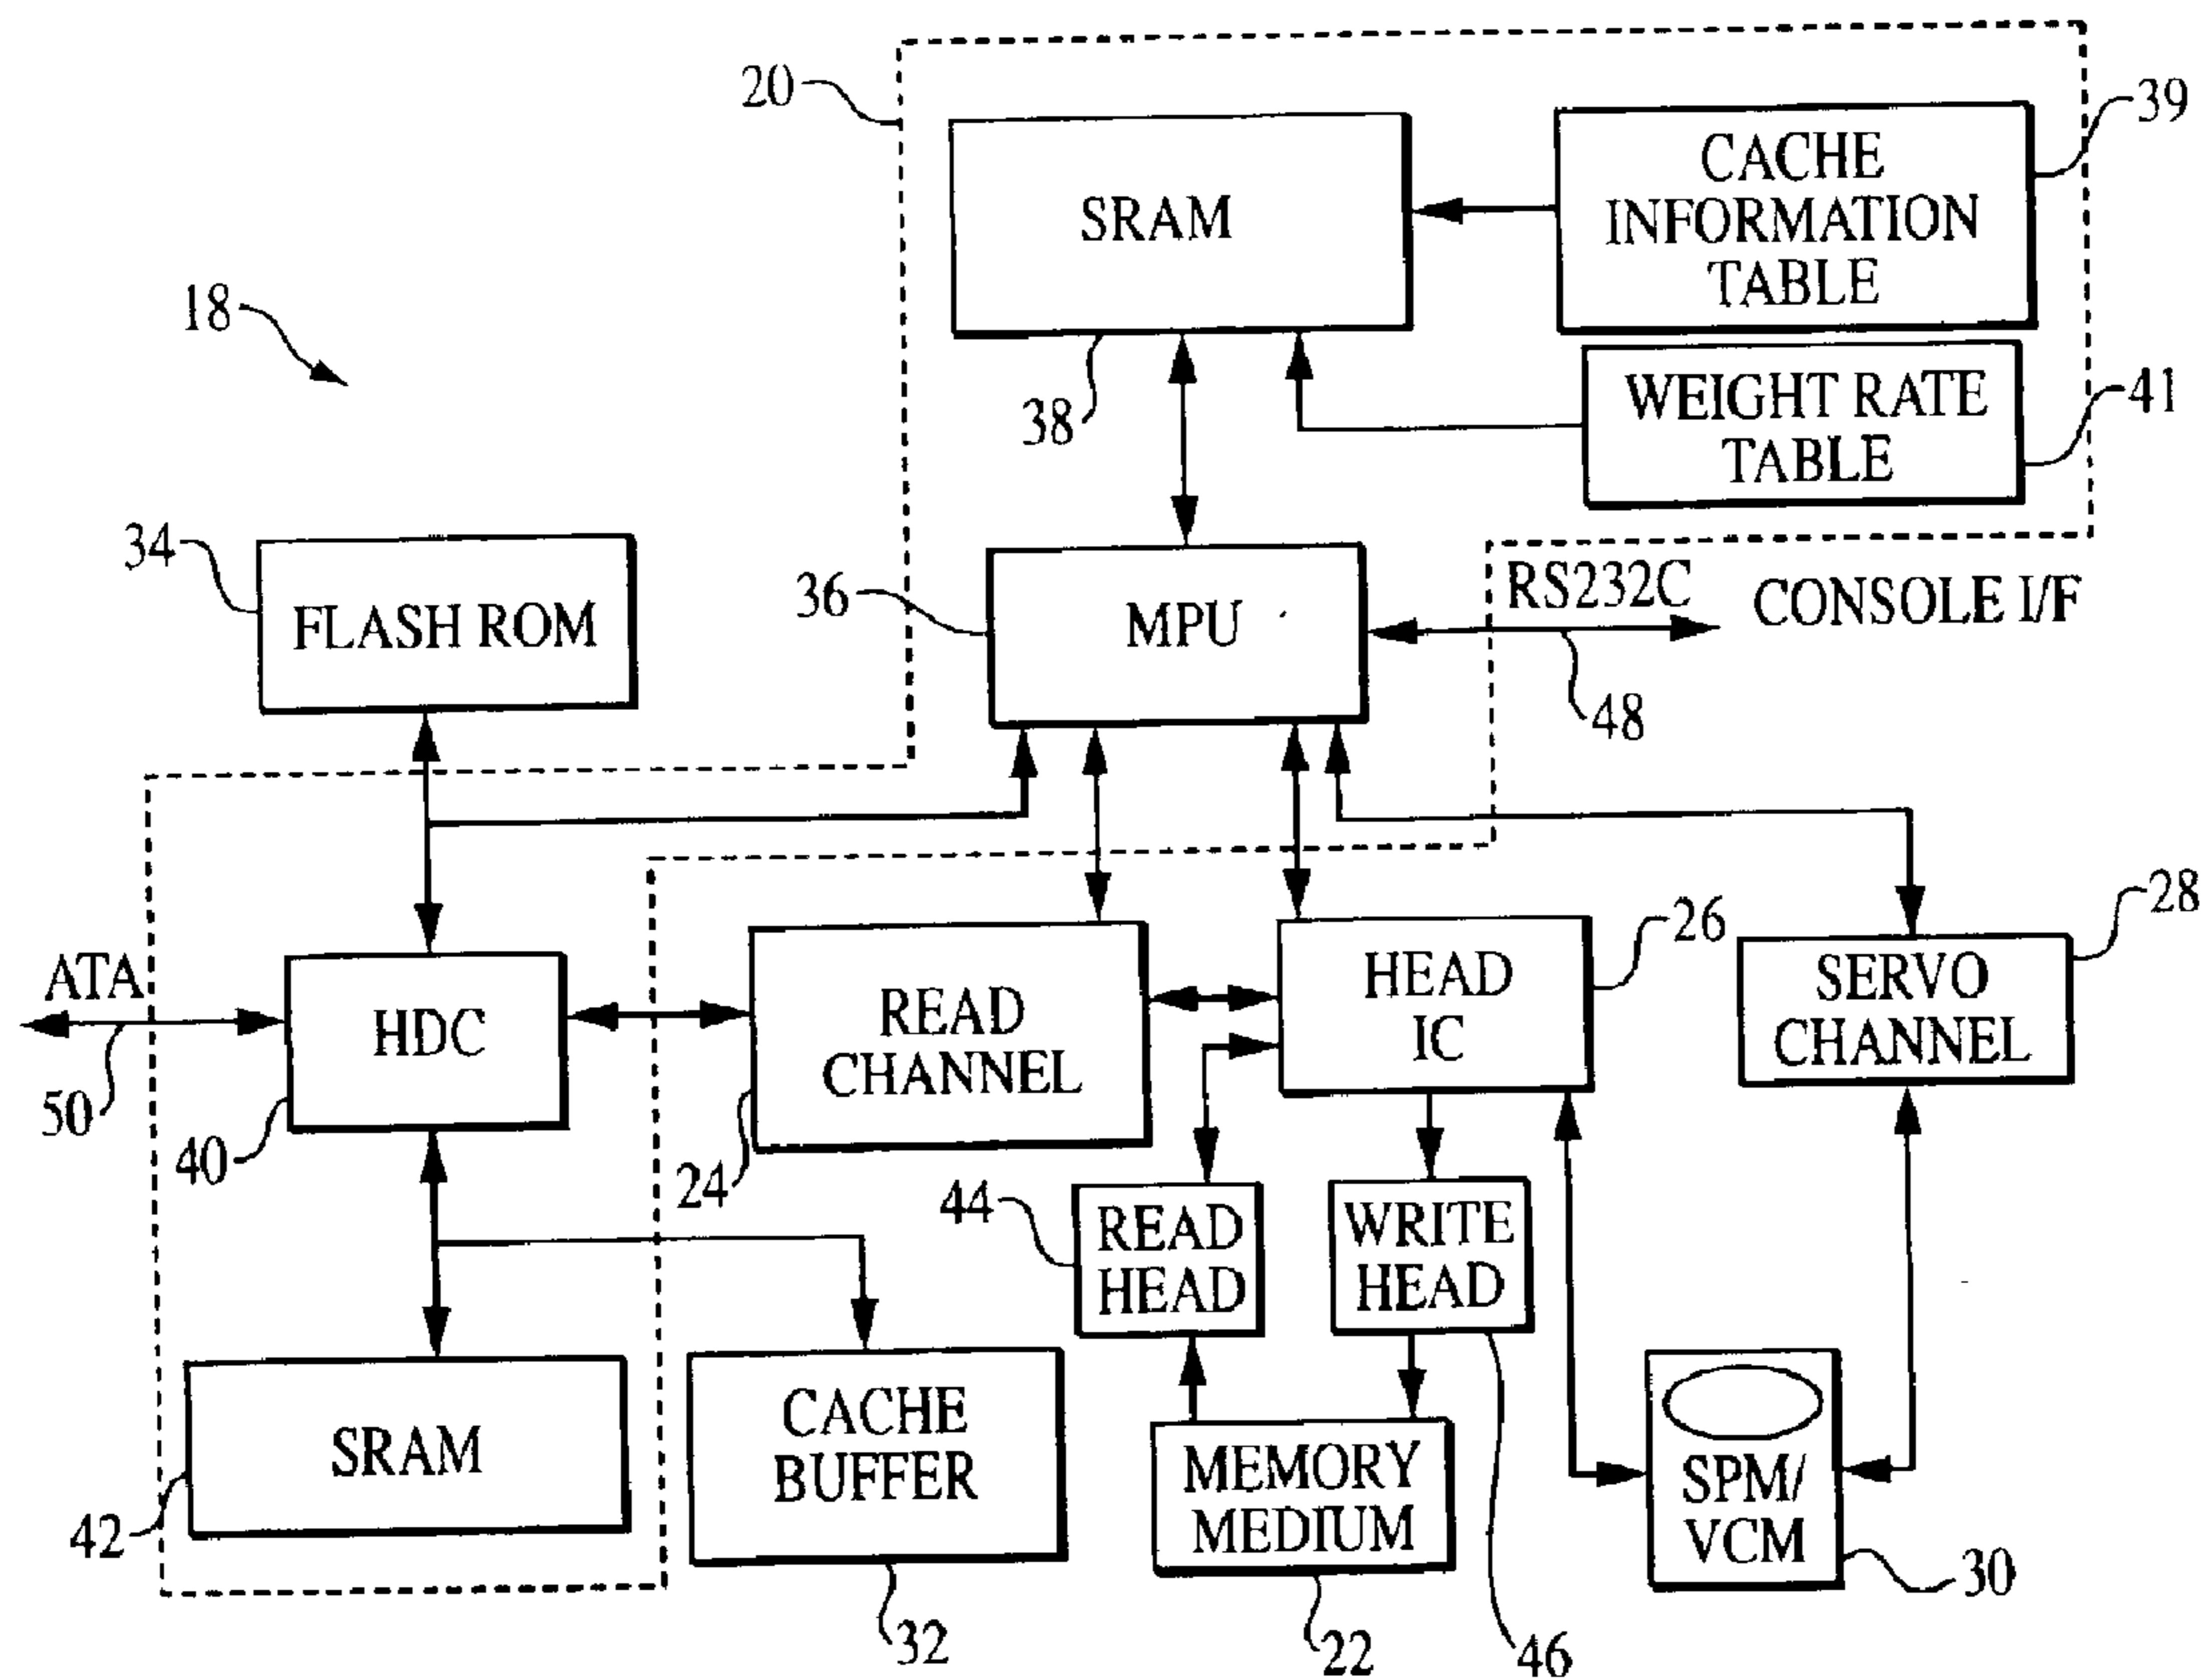 20
SRAM
38
CACHE
INFORMATION
TABLE
39
WEIGHT RATE
TABLE
41
18
34
FLASH ROM
36
MPU
RS232C
CONSOLE I/F
48
ATA
50
HDC
40
READ
CHANNEL
24
HEAD
IC
26
SERVO
CHANNEL
28
44
READ
HEAD
WRITE
HEAD
46
SRAM
42
CACHE
BUFFER
32
MEMORY
MEDIUM
22
SPM/
VCM
30